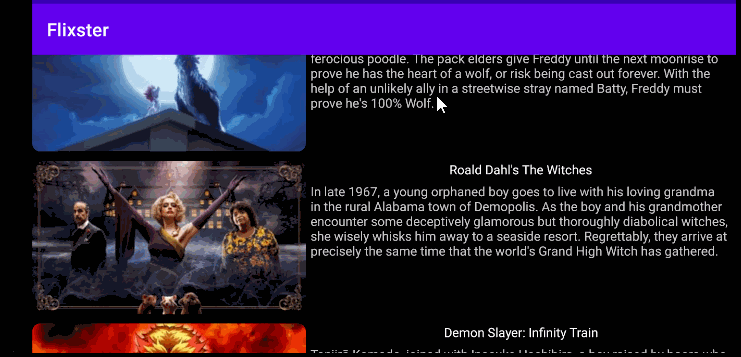 Flixster
ferocious poodle. The pack elders give Freddy until the next moonrise to
prove he has the heart of a wolf, or risk being cast out forever. With the
help of an unlikely ally in a streetwise stray named Batty, Freddy must
prove he's 100% Wolf.
Roald Dahl's The Witches
In late 1967, a young orphaned boy goes to live with his loving grandma
in the rural Alabama town of Demopolis. As the boy and his grandmother
encounter some deceptively glamorous but thoroughly diabolical witches,
she wisely whisks him away to a seaside resort. Regrettably, they arrive at
precisely the same time that the world's Grand High Witch has gathered.
Demon Slayer: Infinity Train